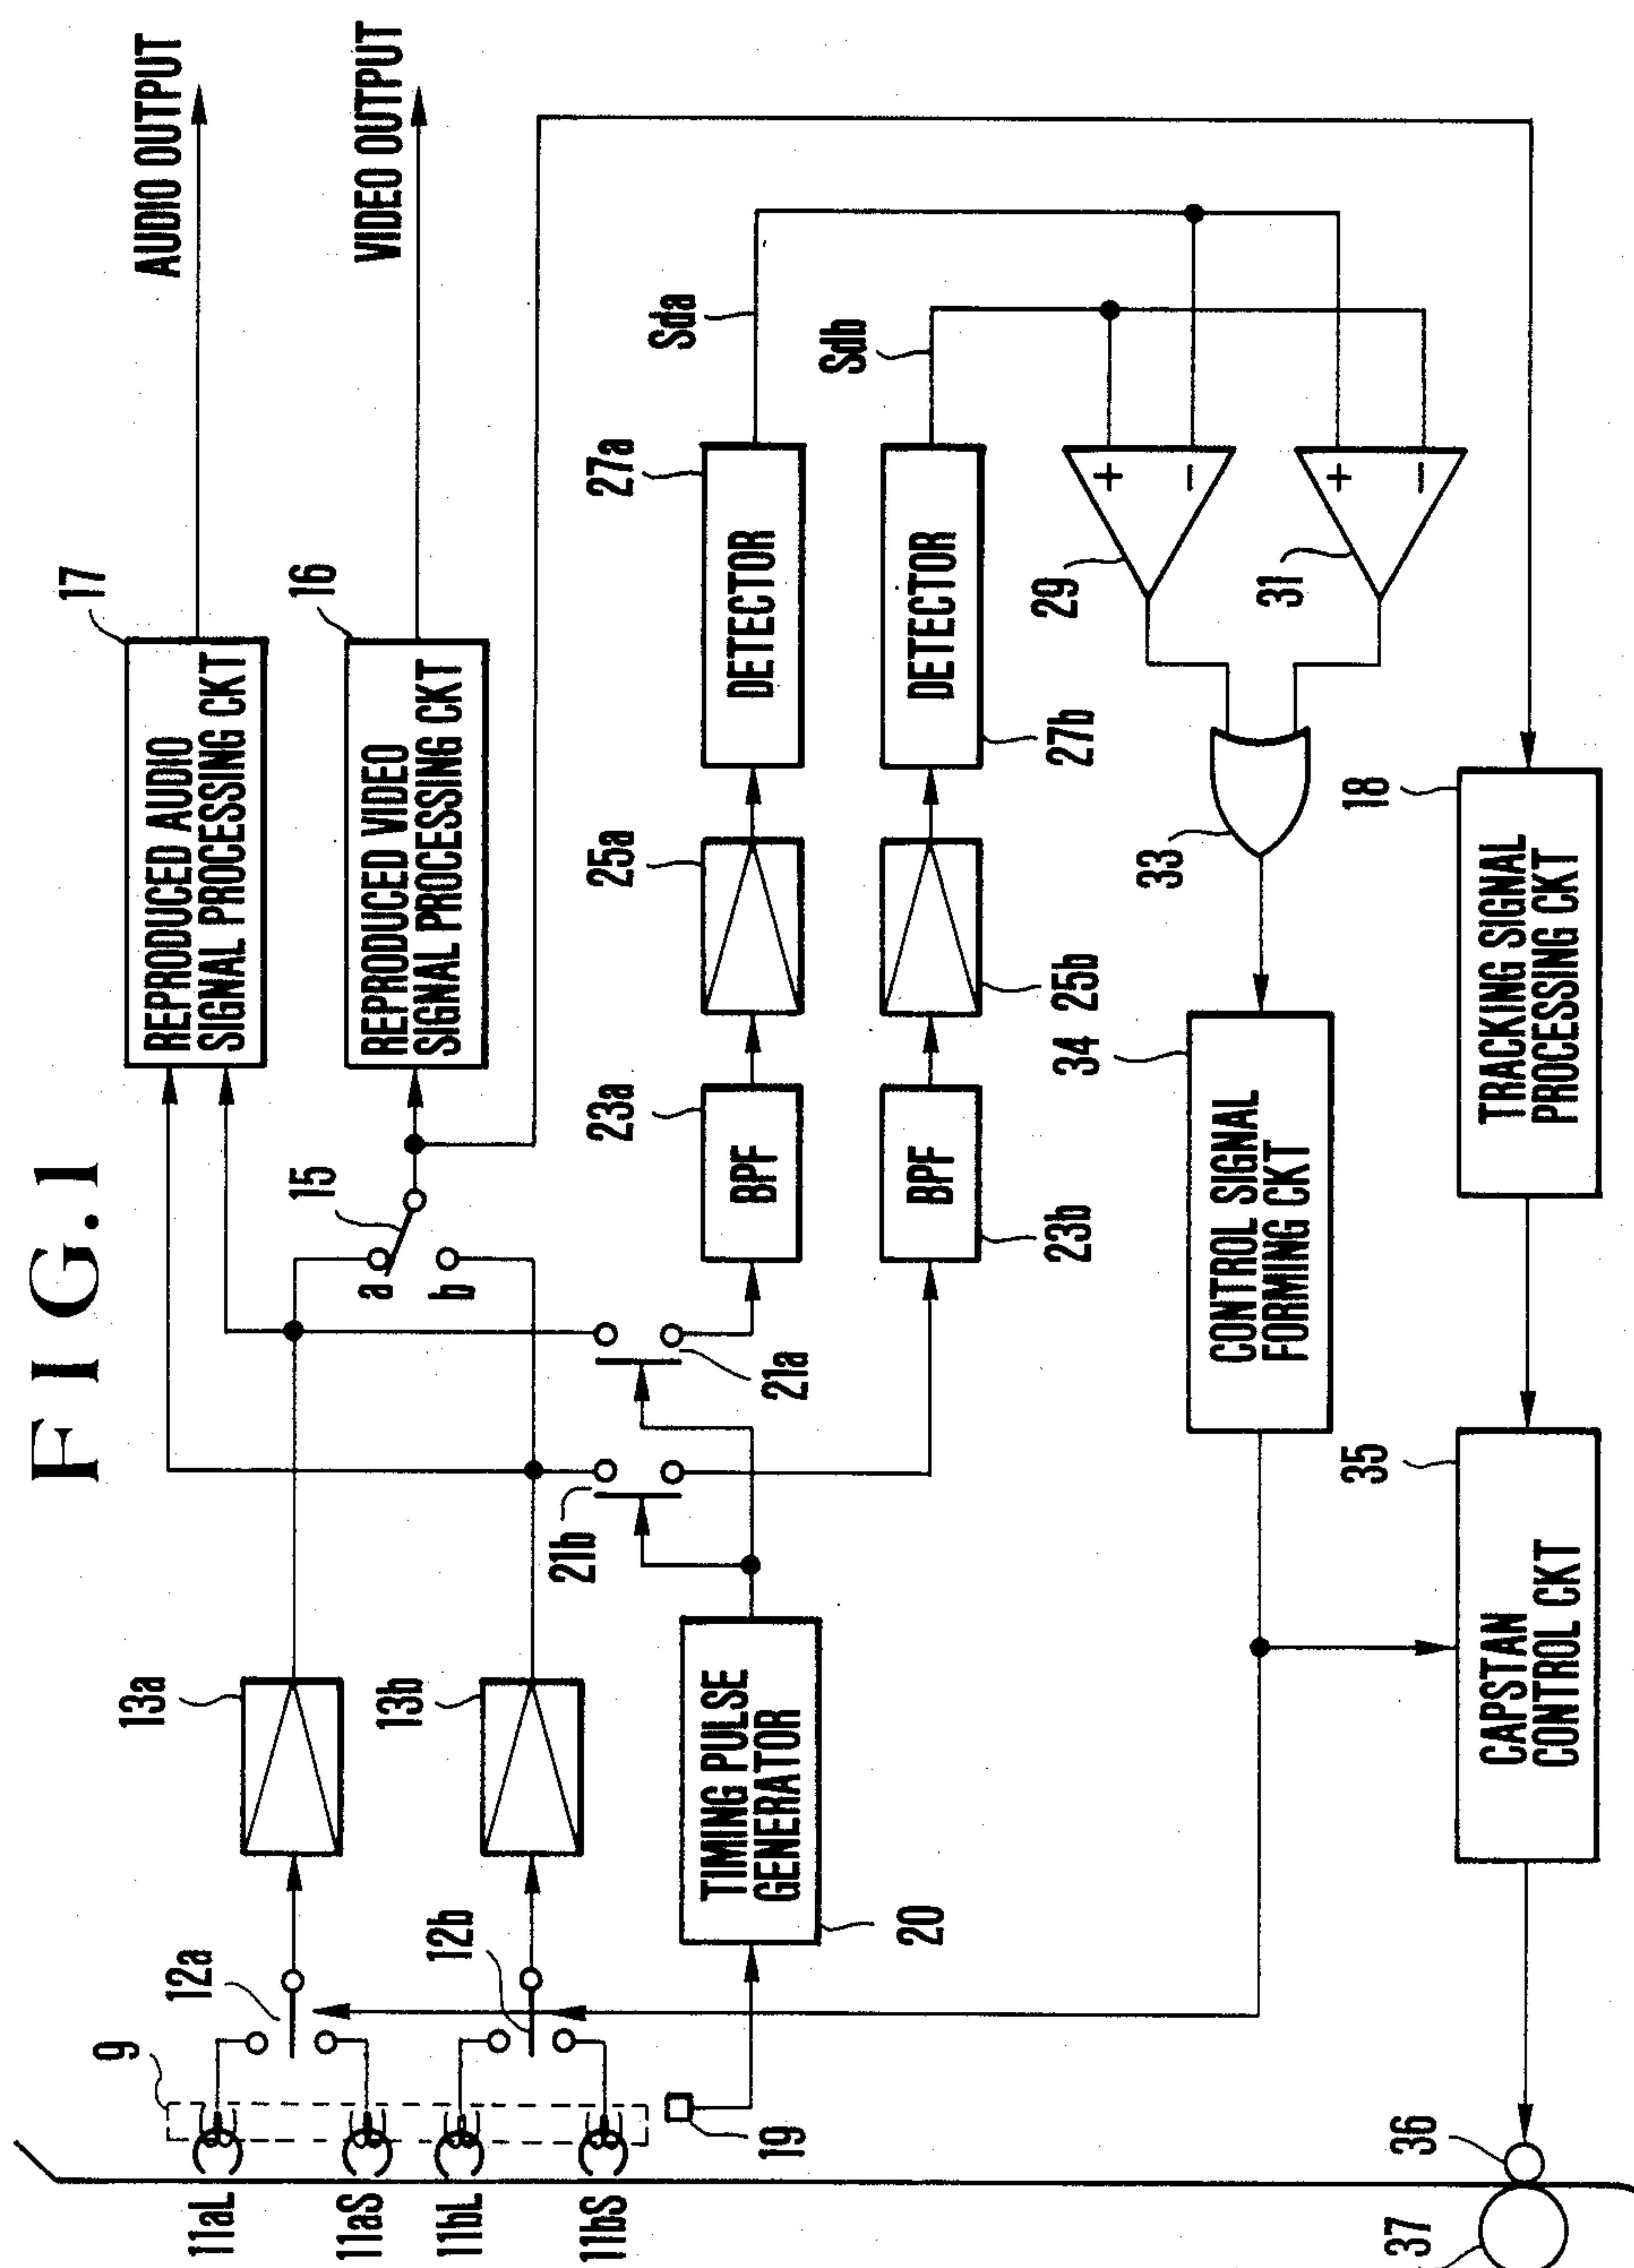 FIG.1
AUDIO OUTPUT
VIDEO OUTPUT
17
REPRODUCED AUDIO
SIGNAL PROCESSING CKT
16
REPRODUCED VIDEO
SIGNAL PROCESSING CKT
15
a
b
13a
13b
12a
12b
9
11aL
11aS
11bL
11bS
19
20
TIMING PULSE
GENERATOR
21a
21b
23a
BPF
23b
BPF
25a
25b
27a
DETECTOR
27b
DETECTOR
Sda
Sdb
29
+
−
31
+
−
33
34
CONTROL SIGNAL
FORMING CKT
18
TRACKING SIGNAL
PROCESSING CKT
35
CAPSTAN
CONTROL CKT
36
37